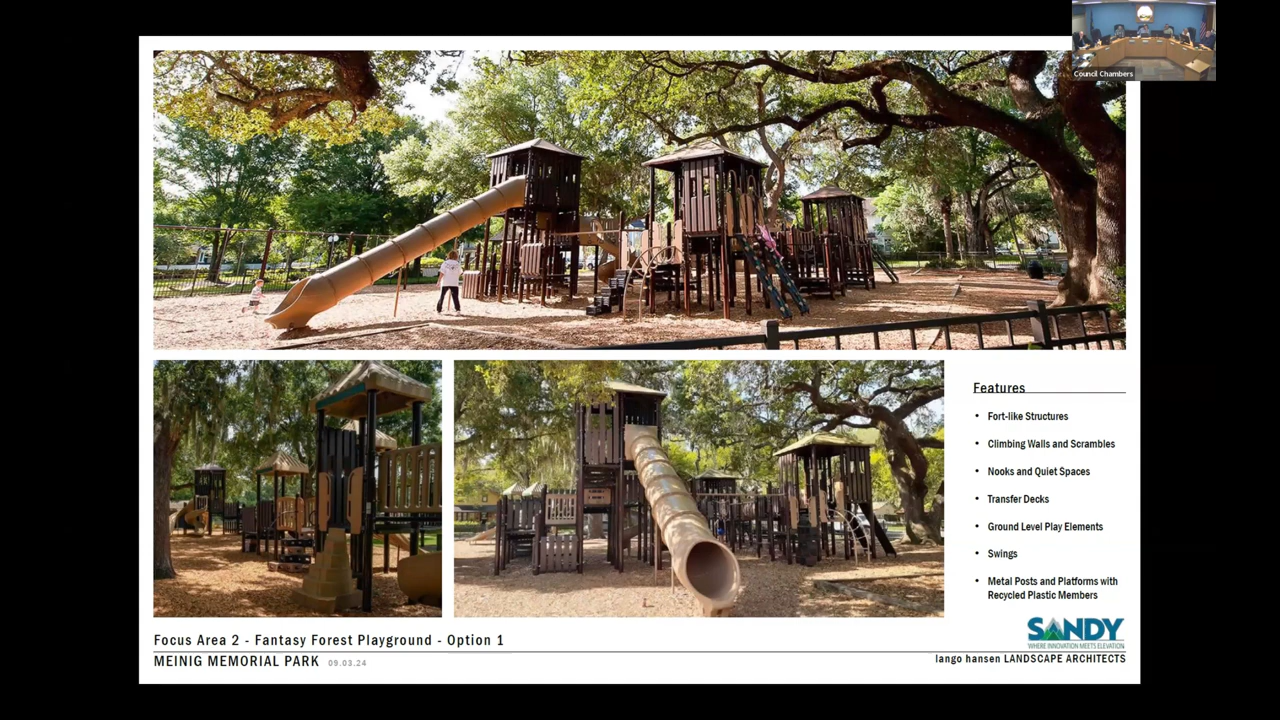 Council Chambers
Features
• Fort-like Structures
• Climbing Walls and Scrambles
• Nooks and Quiet Spaces
• Transfer Decks
• Ground Level Play Elements
• Swings
• Metal Posts and Platforms with
Recycled Plastic Members
SANDY
WHERE INNOVATION MEETS ELEVATION
Focus Area 2 - Fantasy Forest Playground - Option 1
MEINIG MEMORIAL PARK 09.03.24
lango hansen LANDSCAPE ARCHITECTS